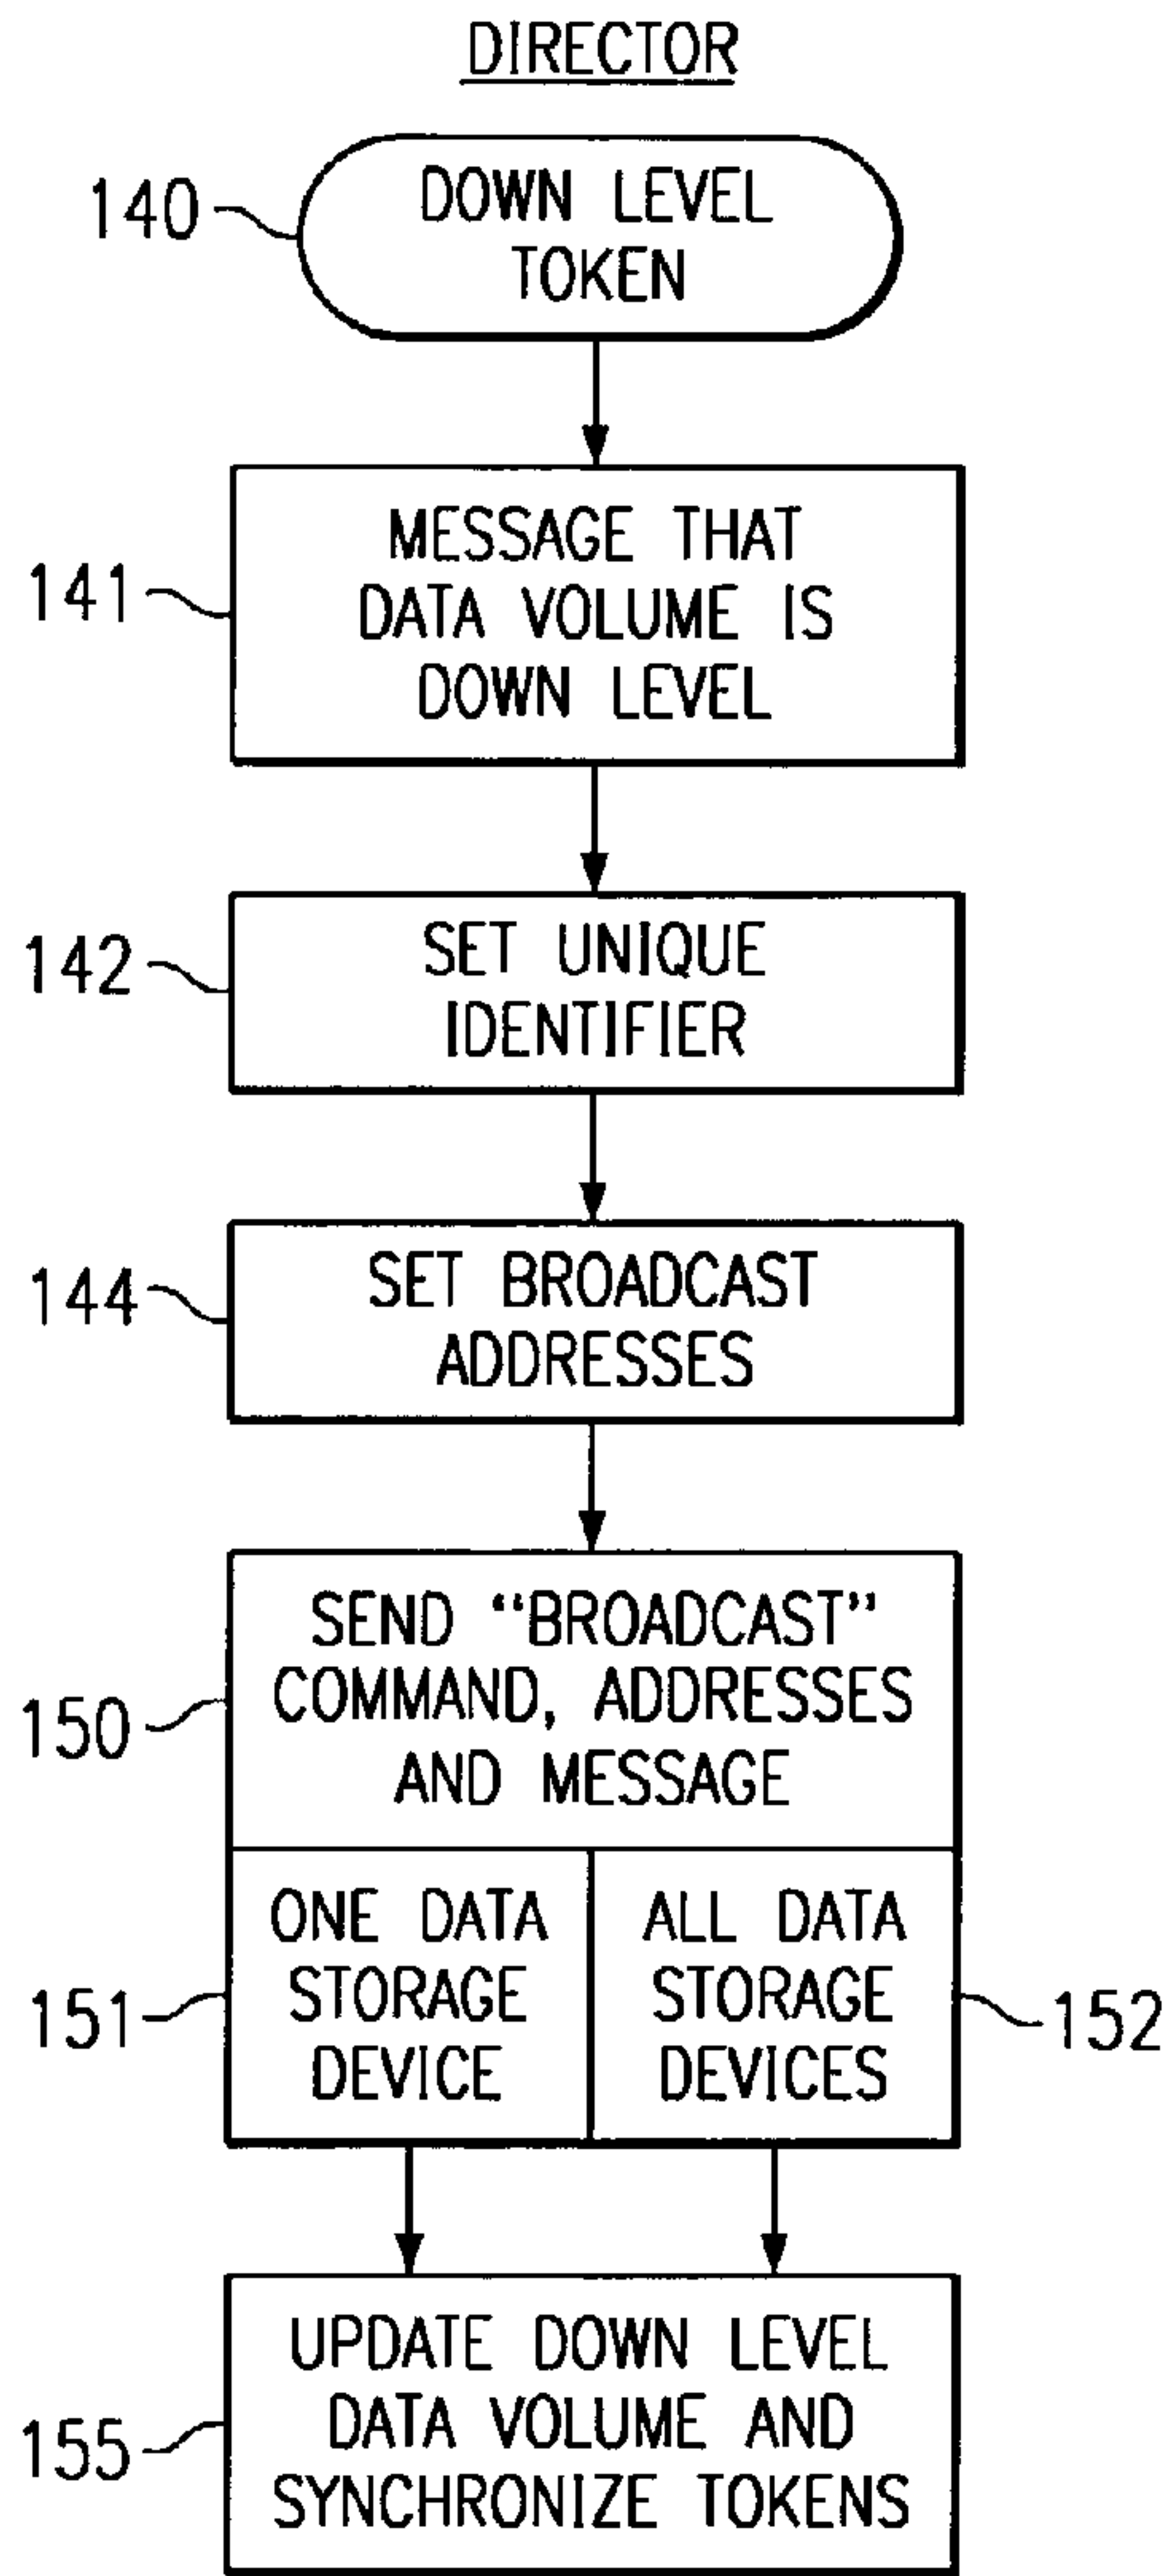 DIRECTOR
140
DOWN LEVEL
TOKEN
141
MESSAGE THAT
DATA VOLUME IS
DOWN LEVEL
142
SET UNIQUE
IDENTIFIER
144
SET BROADCAST
ADDRESSES
150
SEND “BROADCAST”
COMMAND, ADDRESSES
AND MESSAGE
151
ONE DATA
STORAGE
DEVICE
ALL DATA
STORAGE
DEVICES
152
155
UPDATE DOWN LEVEL
DATA VOLUME AND
SYNCHRONIZE TOKENS